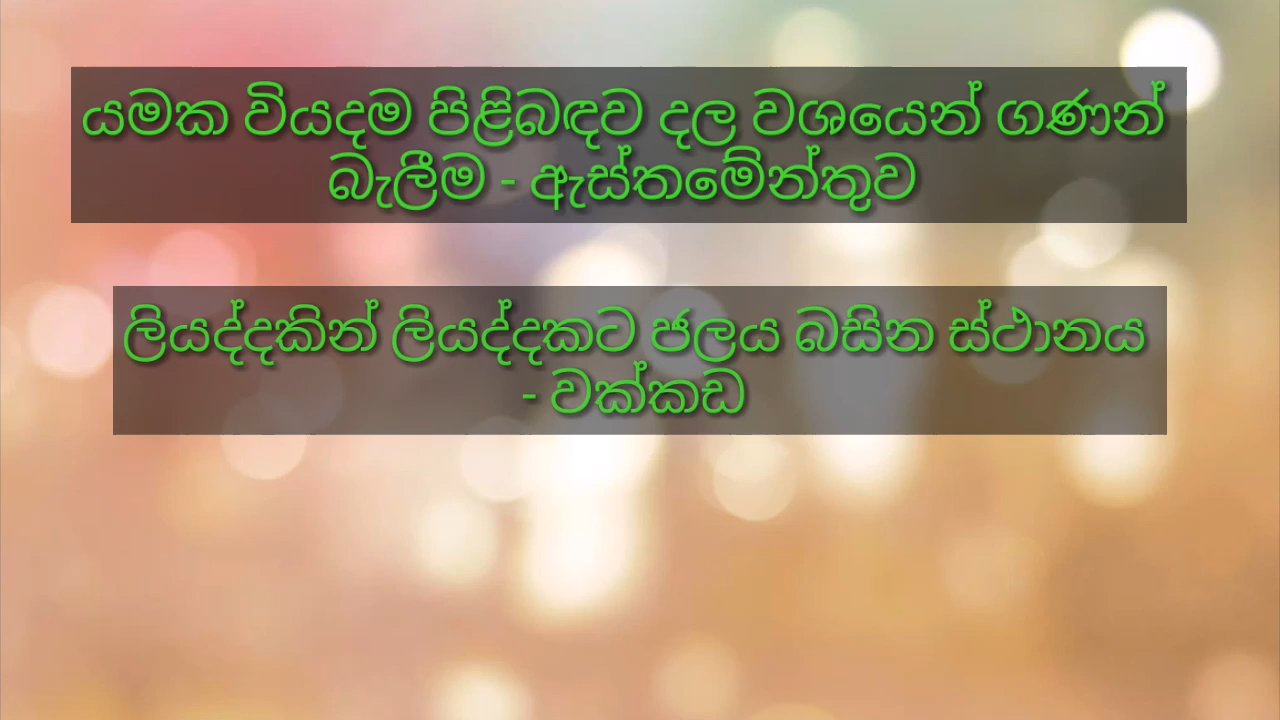 යමක වියදම පිළිබඳව දල වශයෙන් ගණන්
බැලීම - ඇස්තමේන්තුව
ලියද්දකින් ලියද්දකට ජලය බසින ස්ථානය
- වක්කඩ